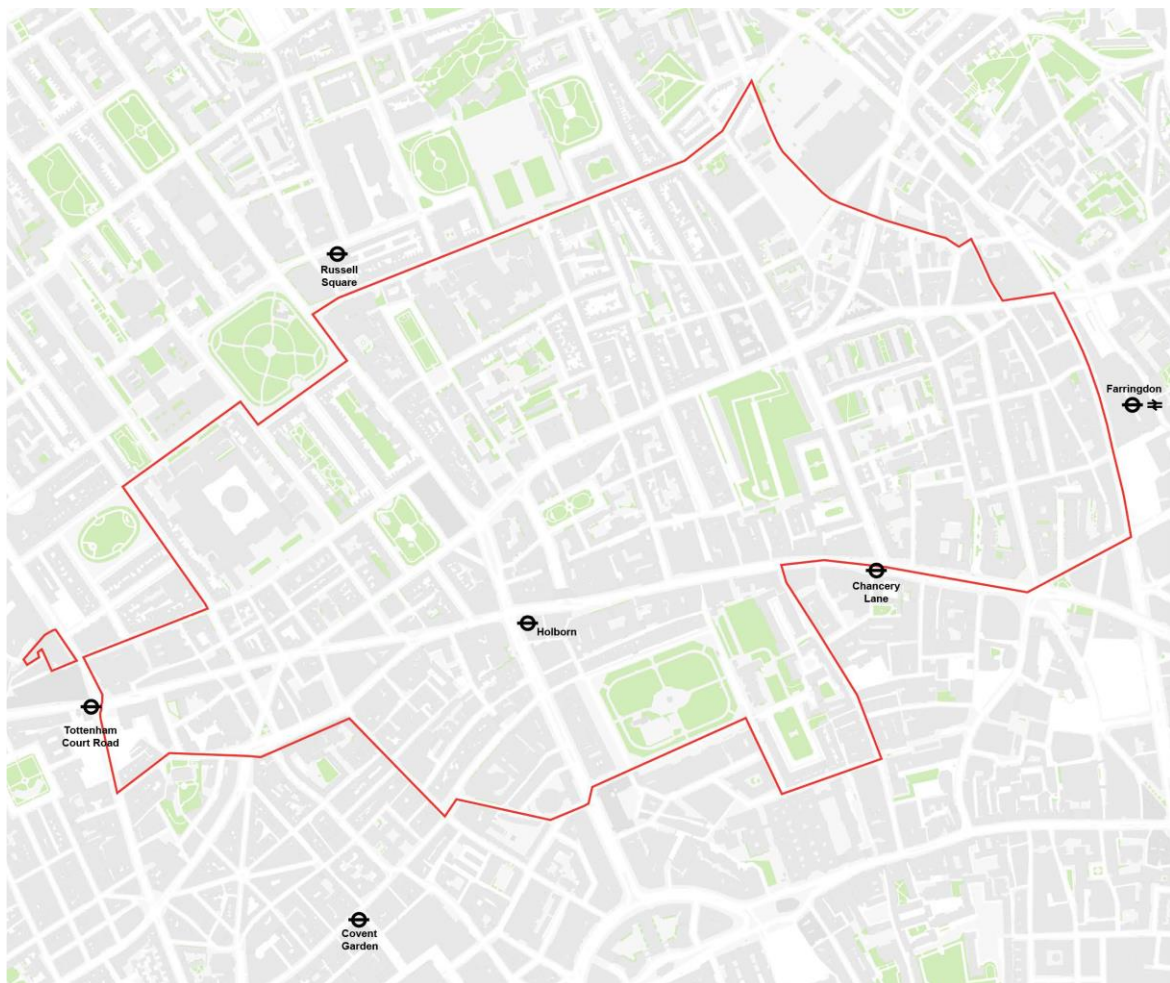 Russell
Square
Farringdon
Chancery
Lane
Holborn
Tottenham
Court Road
Covent
Garden